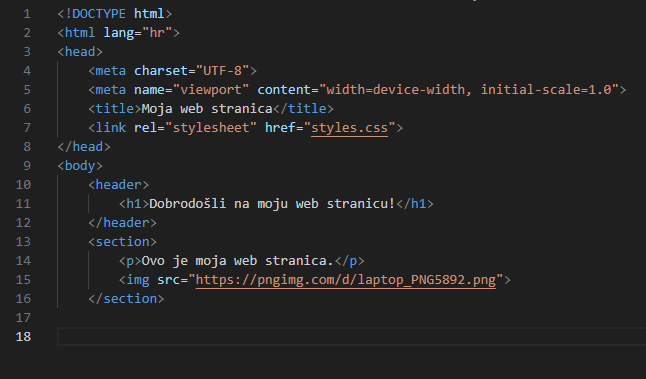 1 <!DOCTYPE html>
2 <html lang="hr">
3 <head>
4 <meta charset="UTF-8">
5 <meta name="viewport" content="width=device-width, initial-scale=1.0">
6 <title>Moja web stranica</title>
7 <link rel="stylesheet" href="styles.css">
8 </head>
9 <body>
10 <header>
11 <h1>Dobrodošli na moju web stranicu!</h1>
12 </header>
13 <section>
14 <p>Ovo je moja web stranica.</p>
15 <img src="https://pngimg.com/d/laptop_PNG5892.png">
16 </section>
17
18